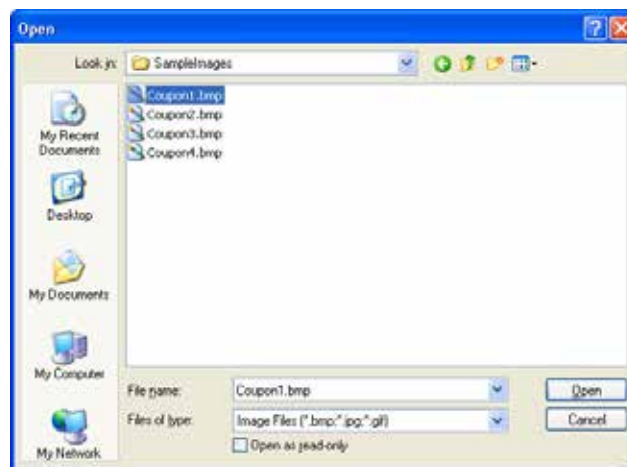 Open
Look in: SampleImages
Coupon1.bmp
Coupon2.bmp
Coupon3.bmp
Coupon4.bmp
My Recent
Documents
Desktop
My Documents
My Computer
My Network
File name: Coupon1.bmp Open
Files of type: Image Files (*.bmp;*.jpg;*.gif) Cancel
Open as read-only